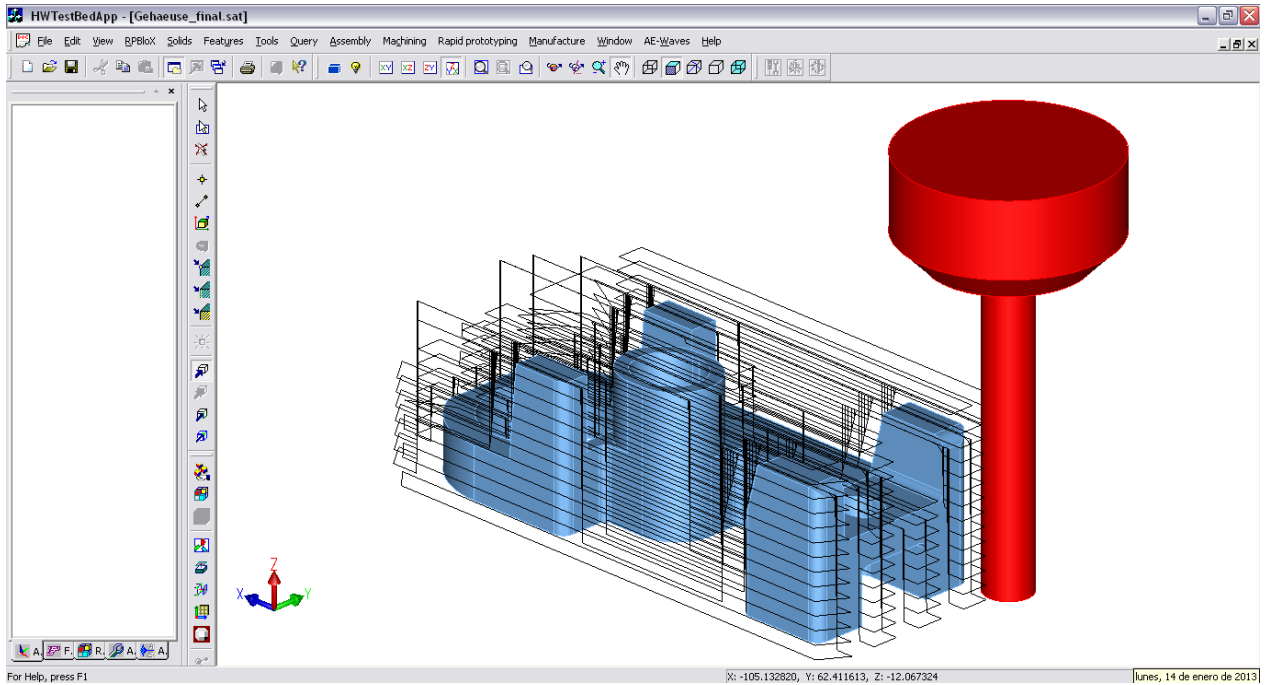 HWTestBedApp - [Gehaeuse_final.sat]
File Edit View RPBloX Solids Features Tools Query Assembly Machining Rapid prototyping Manufacture Window AE-Waves Help
XY XZ ZY
Z
X Y
A. F. R. A. A.
For Help, press F1
X: -105.132820, Y: 62.411613, Z: -12.067324
lunes, 14 de enero de 2013